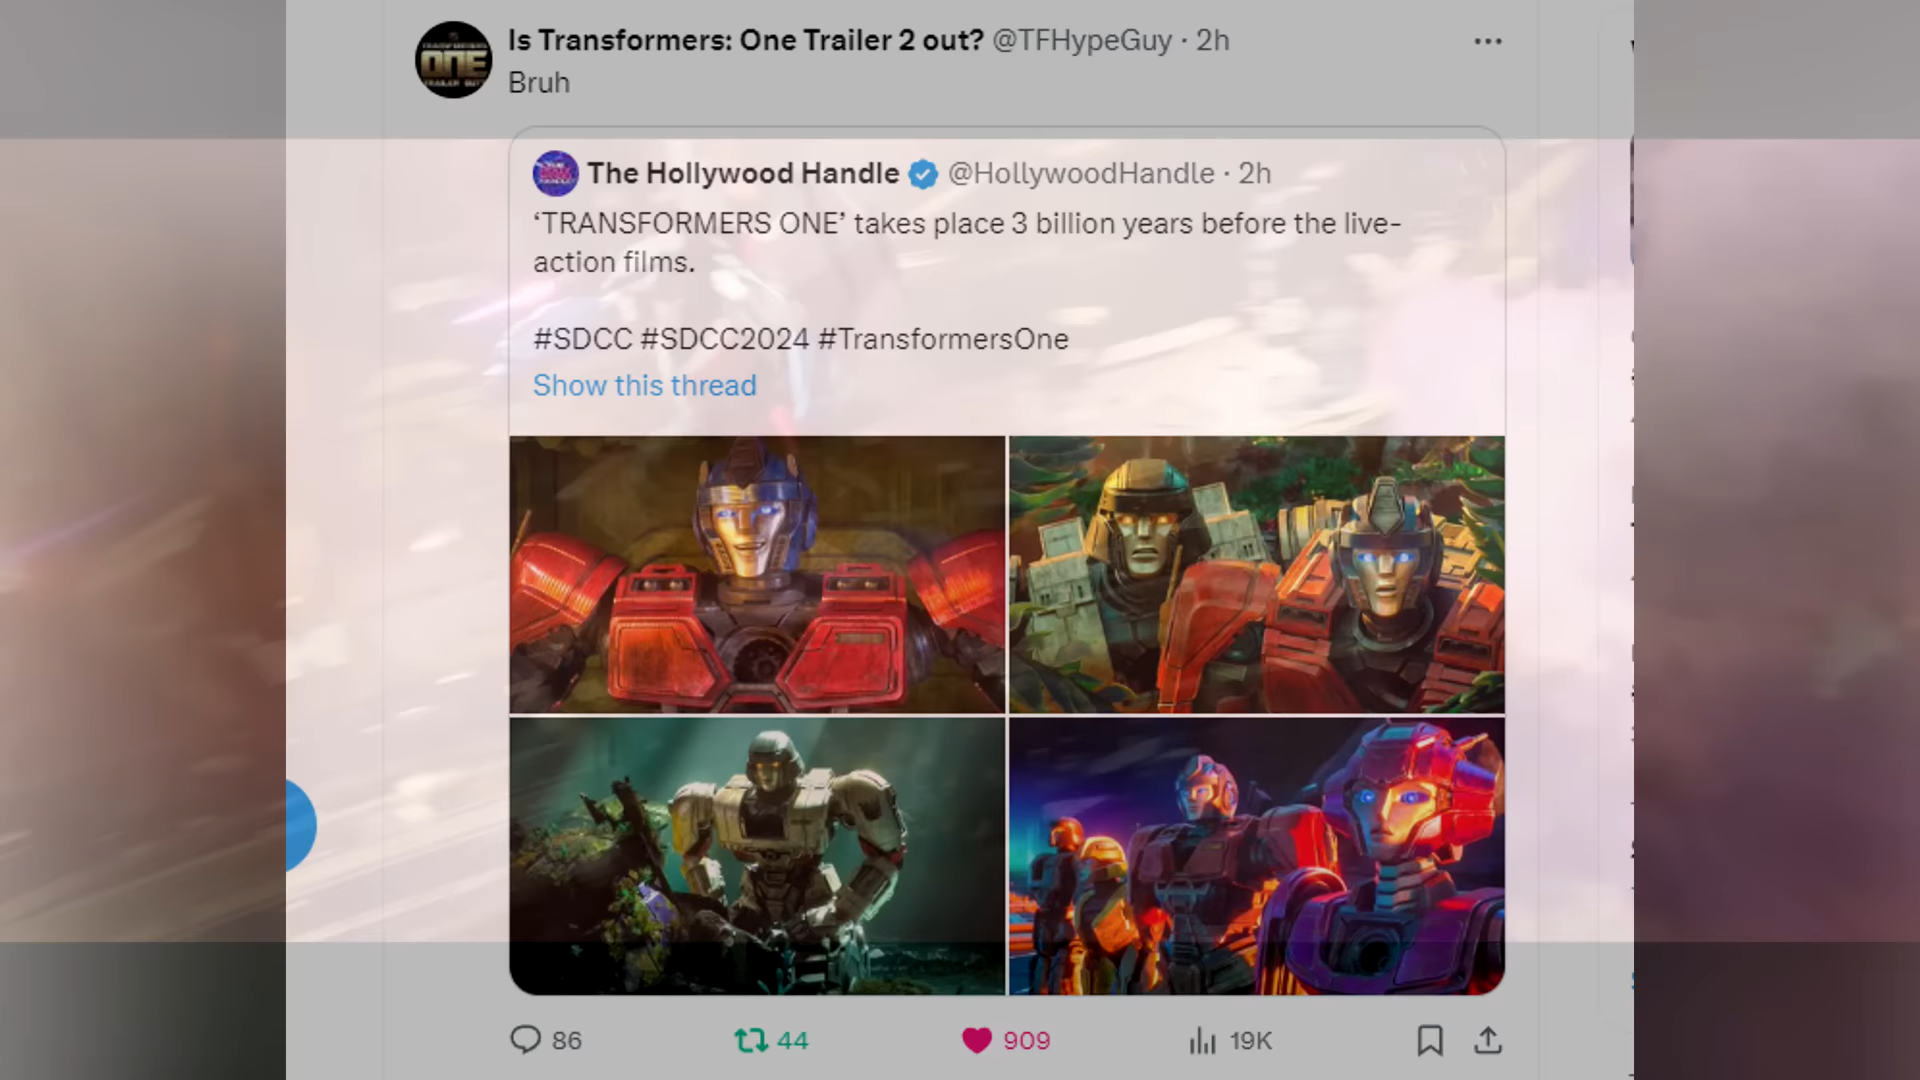 Is Transformers: One Trailer 2 out? @TFHypeGuy · 2h
Bruh
ONE
The Hollywood Handle @HollywoodHandle · 2h
‘TRANSFORMERS ONE’ takes place 3 billion years before the live-
action films.
#SDCC #SDCC2024 #TransformersOne
Show this thread
86 44 909 19K